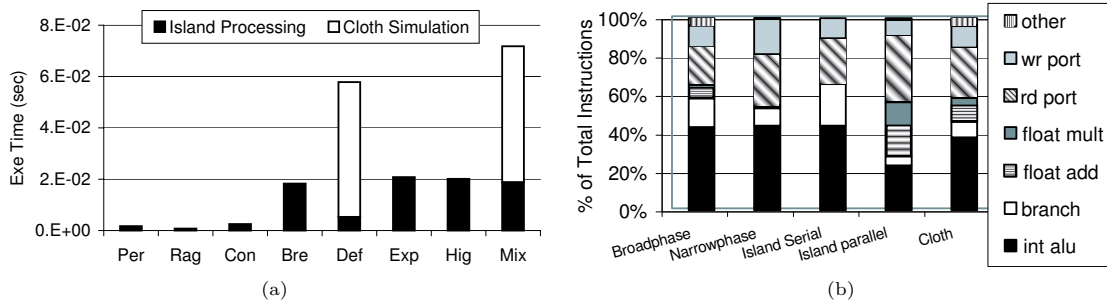 8.E-02
6.E-02
4.E-02
2.E-02
0.E+00
Exe Time (sec)
Island Processing
Cloth Simulation
Per Rag Con Bre Def Exp Hig Mix
(a)
100%
80%
60%
40%
20%
0%
% of Total Instructions
Broadphase
Narrowphase
Island Serial
Island parallel
Cloth
other
wr port
rd port
float mult
float add
branch
int alu
(b)